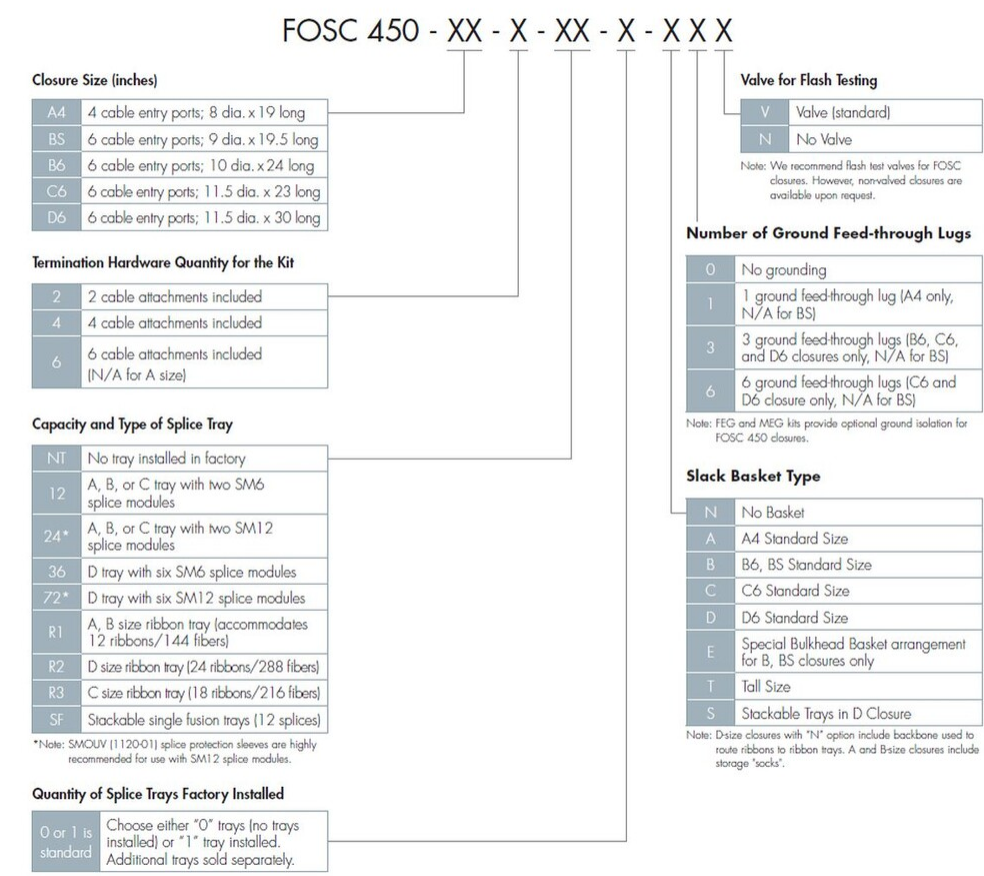 FOSC 450 - XX - X - XX - X - X X X
Closure Size (inches)
A4 4 cable entry ports; 8 dia. x 19 long
BS 6 cable entry ports; 9 dia. x 19.5 long
B6 6 cable entry ports; 10 dia. x 24 long
C6 6 cable entry ports; 11.5 dia. x 23 long
D6 6 cable entry ports; 11.5 dia. x 30 long
Termination Hardware Quantity for the Kit
2 2 cable attachments included
4 4 cable attachments included
6 6 cable attachments included
(N/A for A size)
Capacity and Type of Splice Tray
NT No tray installed in factory
12 A, B, or C tray with two SM6
splice modules
24* A, B, or C tray with two SM12
splice modules
36 D tray with six SM6 splice modules
72* D tray with six SM12 splice modules
R1 A, B size ribbon tray (accommodates
12 ribbons/144 fibers)
R2 D size ribbon tray (24 ribbons/288 fibers)
R3 C size ribbon tray (18 ribbons/216 fibers)
SF Stackable single fusion trays (12 splices)
*Note: SMOUV (1120-01) splice protection sleeves are highly
recommended for use with SM12 splice modules.
Quantity of Splice Trays Factory Installed
0 or 1 is
standard
Choose either "0" trays (no trays
installed) or "1" tray installed.
Additional trays sold separately.
Valve for Flash Testing
V Valve (standard)
N No Valve
Note: We recommend flash test valves for FOSC
closures. However, non-valved closures are
available upon request.
Number of Ground Feed-through Lugs
0 No grounding
1 1 ground feed-through lug (A4 only,
N/A for BS)
3 3 ground feed-through lugs (B6, C6,
and D6 closures only, N/A for BS)
6 6 ground feed-through lugs (C6 and
D6 closure only, N/A for BS)
Note: FEG and MEG kits provide optional ground isolation for
FOSC 450 closures.
Slack Basket Type
N No Basket
A A4 Standard Size
B B6, BS Standard Size
C C6 Standard Size
D D6 Standard Size
E Special Bulkhead Basket arrangement
for B, BS closures only
T Tall Size
S Stackable Trays in D Closure
Note: D-size closures with "N" option include backbone used to
route ribbons to ribbon trays. A and B-size closures include
storage "socks".